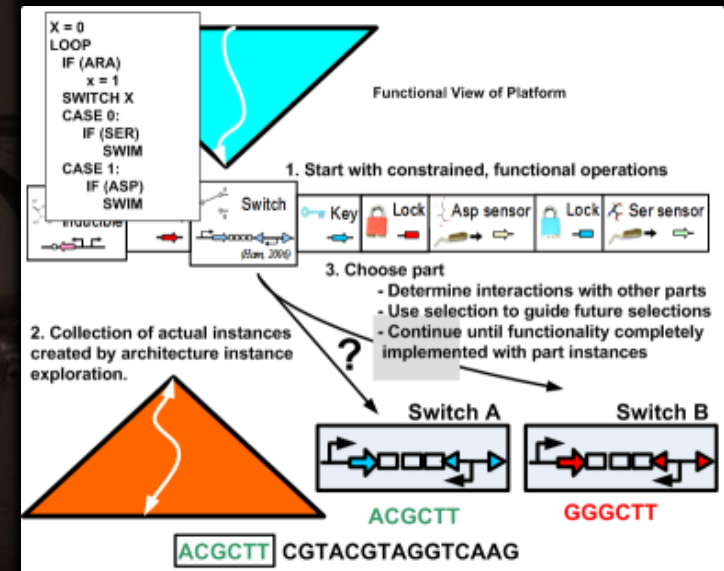 X = 0
LOOP
IF (ARA)
x = 1
SWITCH X
CASE 0:
IF (SER)
SWIM
CASE 1:
IF (ASP)
SWIM
Functional View of Platform
1. Start with constrained, functional operations
Inducible
Switch
(Ham, 2006)
Key
Lock
Asp sensor
Lock
Ser sensor
3. Choose part
- Determine interactions with other parts
- Use selection to guide future selections
- Continue until functionality completely
implemented with part instances
2. Collection of actual instances
created by architecture instance
exploration.
?
Switch A
Switch B
ACGCTT
GGGCTT
ACGCTT CGTACGTAGGTCAAG